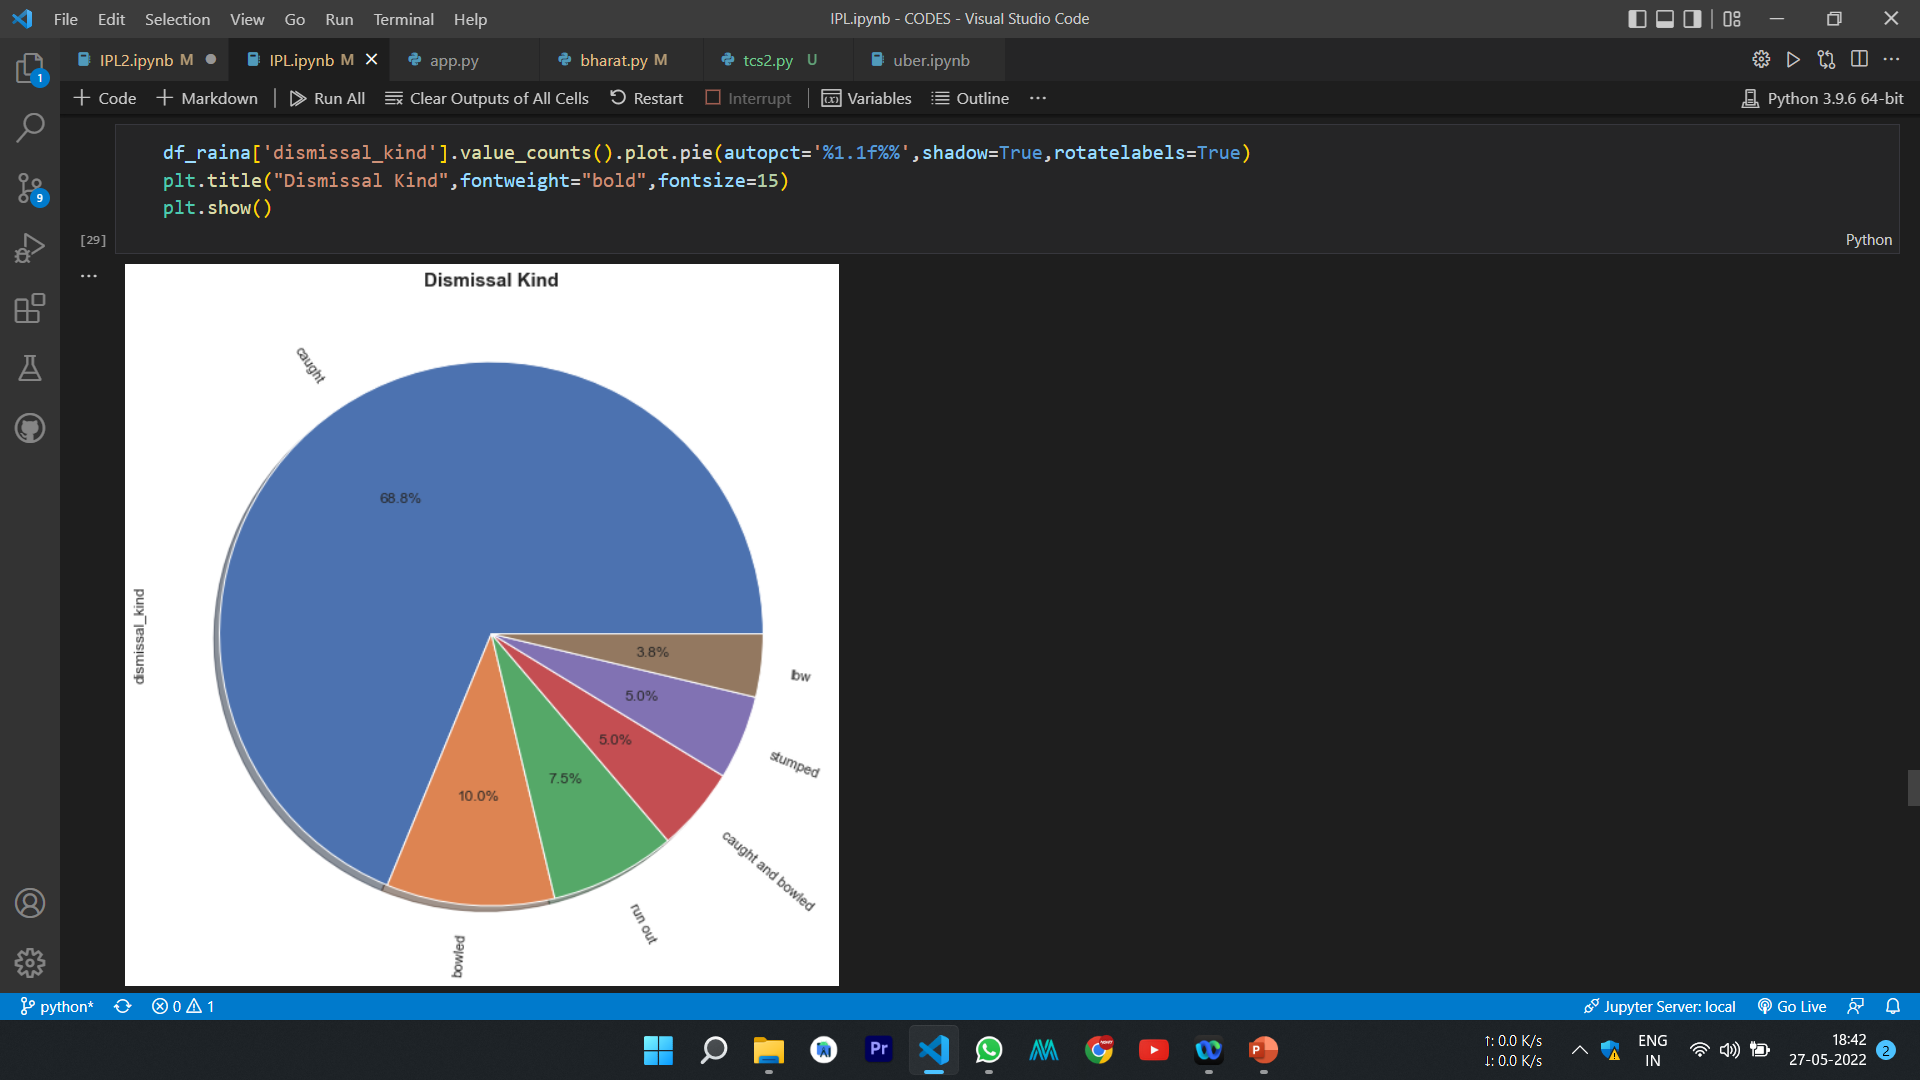 File Edit Selection View Go Run Terminal Help
IPL.ipynb - CODES - Visual Studio Code
IPL2.ipynb M
IPL.ipynb M
app.py
bharat.py M
tcs2.py U
uber.ipynb
Code
Markdown
Run All
Clear Outputs of All Cells
Restart
Interrupt
Variables
Outline
...
Python 3.9.6 64-bit
df_raina['dismissal_kind'].value_counts().plot.pie(autopct='%1.1f%%',shadow=True,rotatelabels=True)
plt.title("Dismissal Kind",fontweight="bold",fontsize=15)
plt.show()
[29]
Python
...
Dismissal Kind
caught
68.8%
dismissal_kind
3.8%
lbw
5.0%
stumped
5.0%
caught and bowled
7.5%
run out
10.0%
bowled
1
9
python*
0
1
Jupyter Server: local
Go Live
Pr
P
↑: 0.0 K/s
↓: 0.0 K/s
ENG
IN
18:42
27-05-2022
2